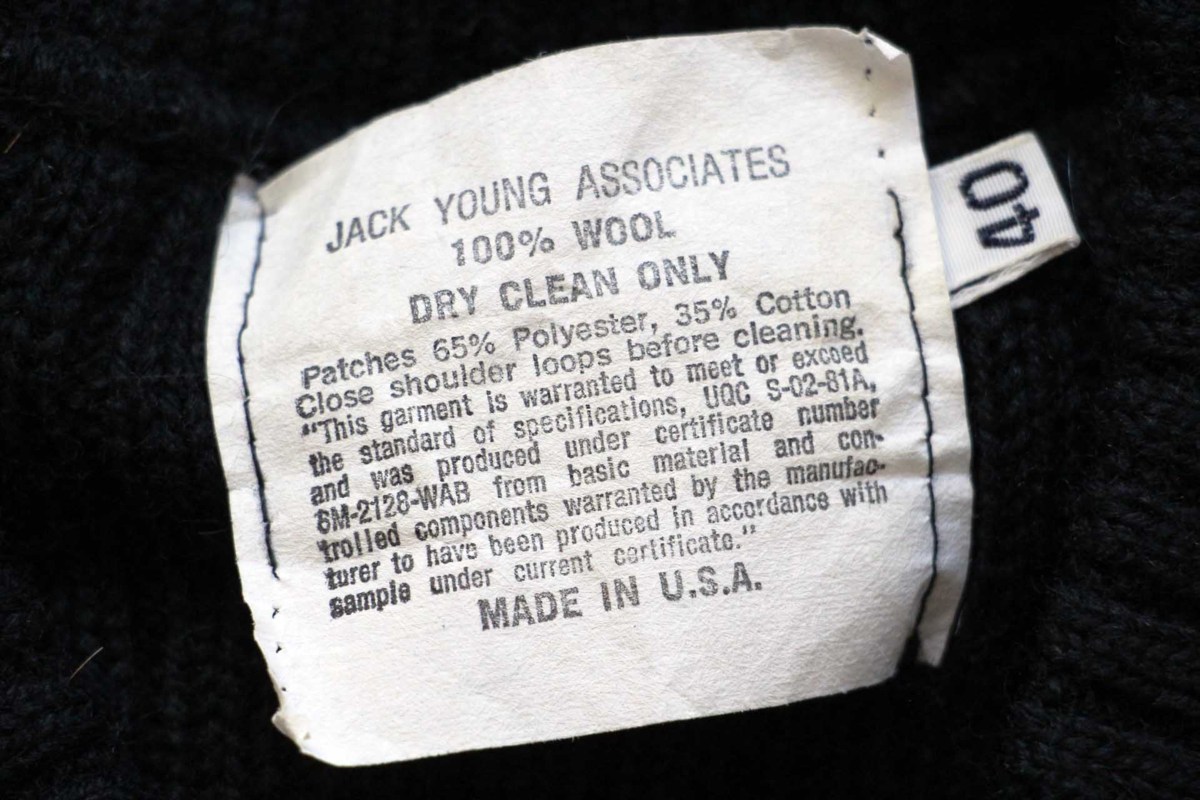 JACK YOUNG ASSOCIATES
100% WOOL
DRY CLEAN ONLY
Patches 65% Polyester, 35% Cotton
Close shoulder loops before cleaning.
"This garment is warranted to meet or exceed
the standard of specifications, UQC S-02-81A,
and was produced under certificate number
6M-2128-WAB from basic material and con-
trolled components warranted by the manufac-
turer to have been produced in accordance with
sample under current certificate."
MADE IN U.S.A.
40